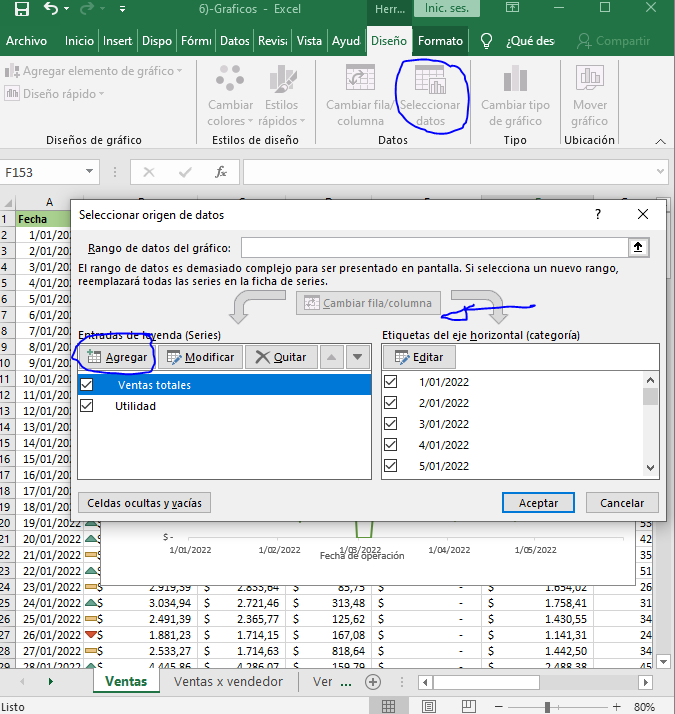 6)-Graficos - Excel Herr... Inic. ses.
Archivo Inicio Insert Dispo Fórmu Datos Revisa Vista Ayuda Diseño Formato ¿Qué des Compartir
Agregar elemento de gráfico
Diseño rápido
Cambiar colores Estilos rápidos Cambiar fila/ columna Seleccionar datos Cambiar tipo de gráfico Mover gráfico
Diseños de gráfico Estilos de diseño Datos Tipo Ubicación
F153 fx
A
1 Fecha
Seleccionar origen de datos ? ×
2 1/01/202
3 2/01/202
Rango de datos del gráfico:
4 3/01/202
El rango de datos es demasiado complejo para ser presentado en pantalla. Si selecciona un nuevo rango,
5 4/01/202
reemplazará todas las series en la ficha de series.
6 5/01/202
Cambiar fila/columna
7 6/01/202
8 7/01/202
Entradas de leyenda (Series) Etiquetas del eje horizontal (categoría)
9 8/01/202
Agregar Modificar Quitar Editar
10 9/01/202
11 10/01/202
Ventas totales 1/01/2022
12 11/01/202
Utilidad 2/01/2022
13 12/01/202
3/01/2022
14 13/01/202
4/01/2022
15 14/01/202
5/01/2022
16 15/01/202
17 16/01/202
18 17/01/202
Celdas ocultas y vacías Aceptar Cancelar
19 18/01/202
20 19/01/2022 $ 53
21 20/01/2022 $ $ - 42
22 21/01/2022 $ 1/01/2022 1/02/2022 1/03/2022 1/04/2022 1/05/2022 35
Fecha de operación
23 22/01/2022 $ 51
24 23/01/2022 $ 2.919,39 $ 2.833,64 $ 85,75 $ - $ 1.654,02 26
25 24/01/2022 $ 3.034,94 $ 2.721,46 $ 313,48 $ - $ 1.758,41 31
26 25/01/2022 $ 2.491,39 $ 2.365,77 $ 125,62 $ - $ 1.430,55 34
27 26/01/2022 $ 1.881,23 $ 1.714,15 $ 167,08 $ - $ 1.141,31 24
28 27/01/2022 $ 2.533,27 $ 1.714,63 $ 818,64 $ - $ 1.442,50 34
29 28/01/2022 $ 4.445,86 $ 4.286,07 $ 159,79 $ - $ 2.488,38 45
Ventas Ventas x vendedor Ver ...
Listo 80%